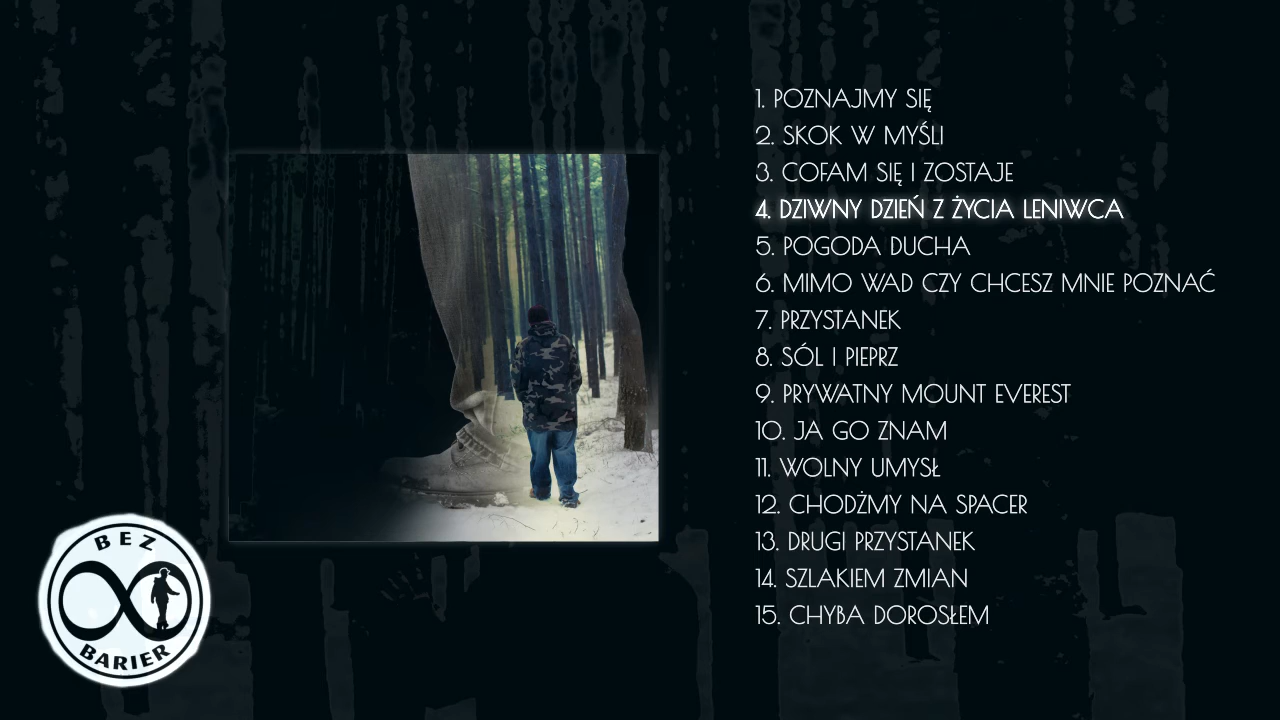 1. POZNAJMY SIĘ
2. SKOK W MYŚLI
3. COFAM SIĘ I ZOSTAJE
4. DZIWNY DZIEŃ Z ŻYCIA LENIWCA
5. POGODA DUCHA
6. MIMO WAD CZY CHCESZ MNIE POZNAĆ
7. PRZYSTANEK
8. SÓL I PIEPRZ
9. PRYWATNY MOUNT EVEREST
10. JA GO ZNAM
11. WOLNY UMYSŁ
12. CHODŻMY NA SPACER
13. DRUGI PRZYSTANEK
14. SZLAKIEM ZMIAN
15. CHYBA DOROSŁEM
BEZ
BARIER